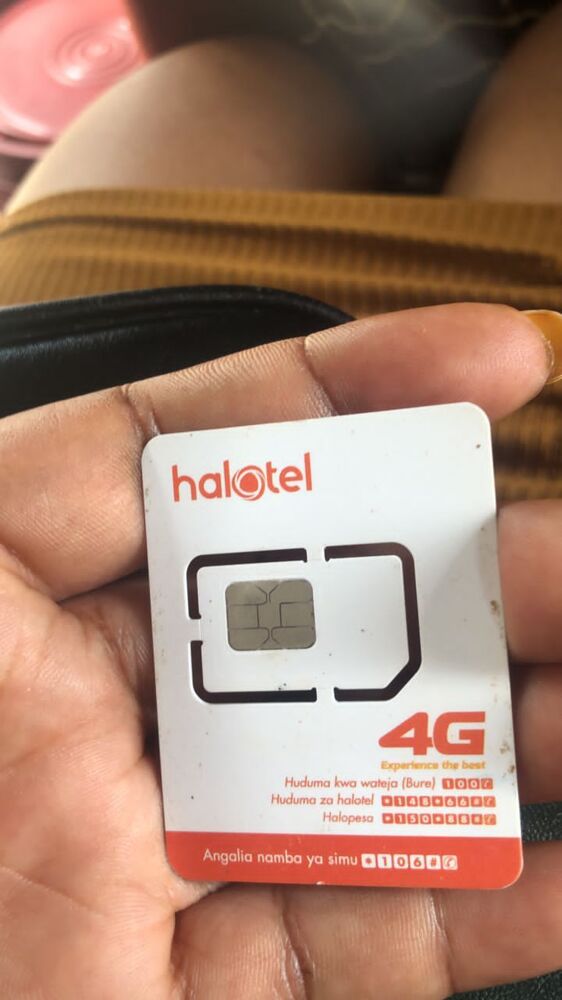 halotel
4G
Experience the best
Huduma kwa wateja (Bure) 100
Huduma za halotel *148*66#
Halopesa *150*88#
Angalia namba ya simu *106#